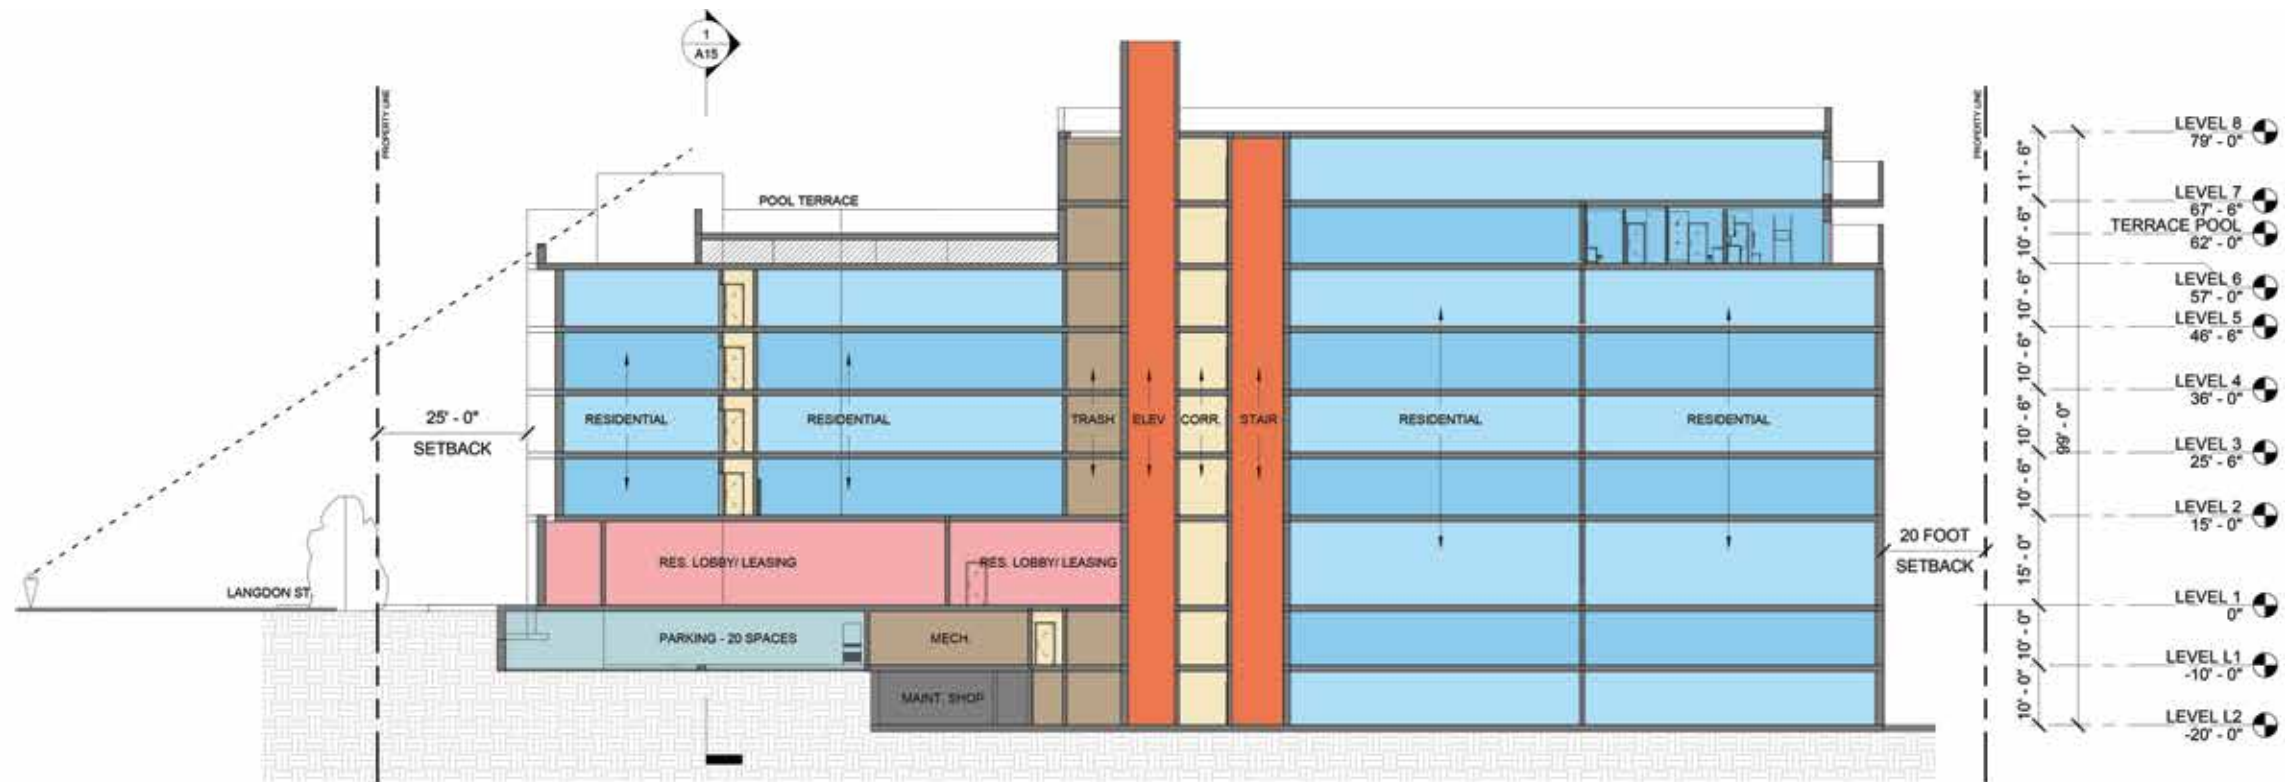 1
A15
PROPERTY LINE
PROPERTY LINE
POOL TERRACE
25' - 0"
SETBACK
RESIDENTIAL
RESIDENTIAL
TRASH
ELEV
CORR.
STAIR
RESIDENTIAL
RESIDENTIAL
RES. LOBBY/ LEASING
RES. LOBBY/ LEASING
LANGDON ST.
PARKING - 20 SPACES
MECH.
MAINT. SHOP
20 FOOT
SETBACK
11' - 6"
10' - 6"
10' - 6"
10' - 6"
10' - 6"
10' - 6"
15' - 0"
10' - 0"
10' - 0"
99' - 0"
LEVEL 8
79' - 0"
LEVEL 7
67' - 6"
TERRACE POOL
62' - 0"
LEVEL 6
57' - 0"
LEVEL 5
46' - 6"
LEVEL 4
36' - 0"
LEVEL 3
25' - 6"
LEVEL 2
15' - 0"
LEVEL 1
0"
LEVEL L1
-10' - 0"
LEVEL L2
-20' - 0"